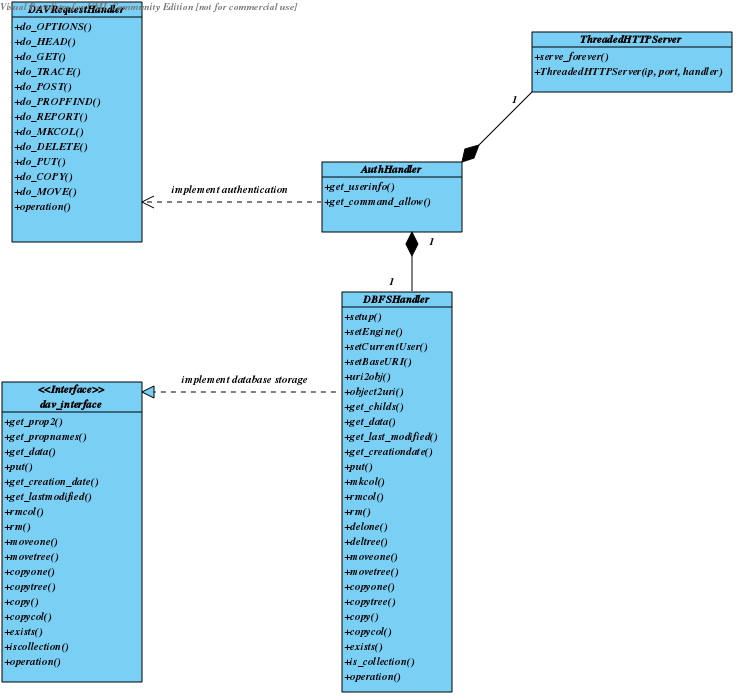 Community Edition [not for commercial use]
DAVRequestHandler
+do_OPTIONS()
+do_HEAD()
+do_GET()
+do_TRACE()
+do_POST()
+do_PROPFIND()
+do_REPORT()
+do_MKCOL()
+do_DELETE()
+do_PUT()
+do_COPY()
+do_MOVE()
+operation()
ThreadedHTTPServer
+serve_forever()
+ThreadedHTTPServer(ip, port, handler)
1
AuthHandler
+get_userinfo()
+get_command_allow()
implement authentication
1
1
DBFSHandler
+setup()
+setEngine()
+setCurrentUser()
+setBaseURI()
+uri2obj()
+object2uri()
+get_childs()
+get_data()
+get_last_modified()
+get_creationdate()
+put()
+mkcol()
+rmcol()
+rm()
+delone()
+deltree()
+moveone()
+movetree()
+copyone()
+copytree()
+copy()
+copycol()
+exists()
+is_collection()
+operation()
implement database storage
<<Interface>>
dav_interface
+get_prop2()
+get_propnames()
+get_data()
+put()
+get_creation_date()
+get_lastmodified()
+rmcol()
+rm()
+moveone()
+movetree()
+copyone()
+copytree()
+copy()
+copycol()
+exists()
+iscollection()
+operation()